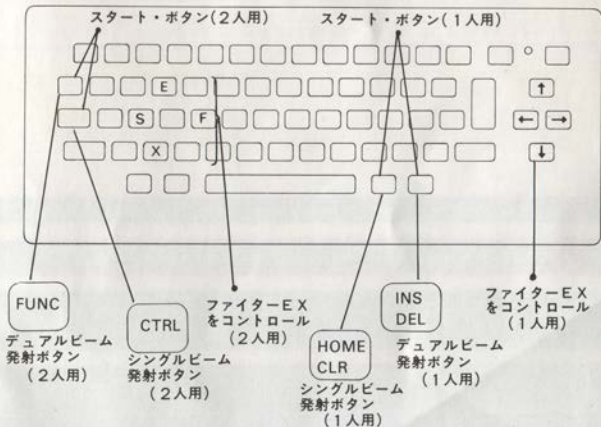 スタート・ボタン(2人用)
スタート・ボタン(1人用)
E
↑
S
F
←
→
X
↓
FUNC
デュアルビーム
発射ボタン
(2人用)
CTRL
シングルビーム
発射ボタン
(2人用)
ファイターEX
をコントロール
(2人用)
HOME
CLR
シングルビーム
発射ボタン
(1人用)
INS
DEL
デュアルビーム
発射ボタン
(1人用)
ファイターEX
をコントロール
(1人用)